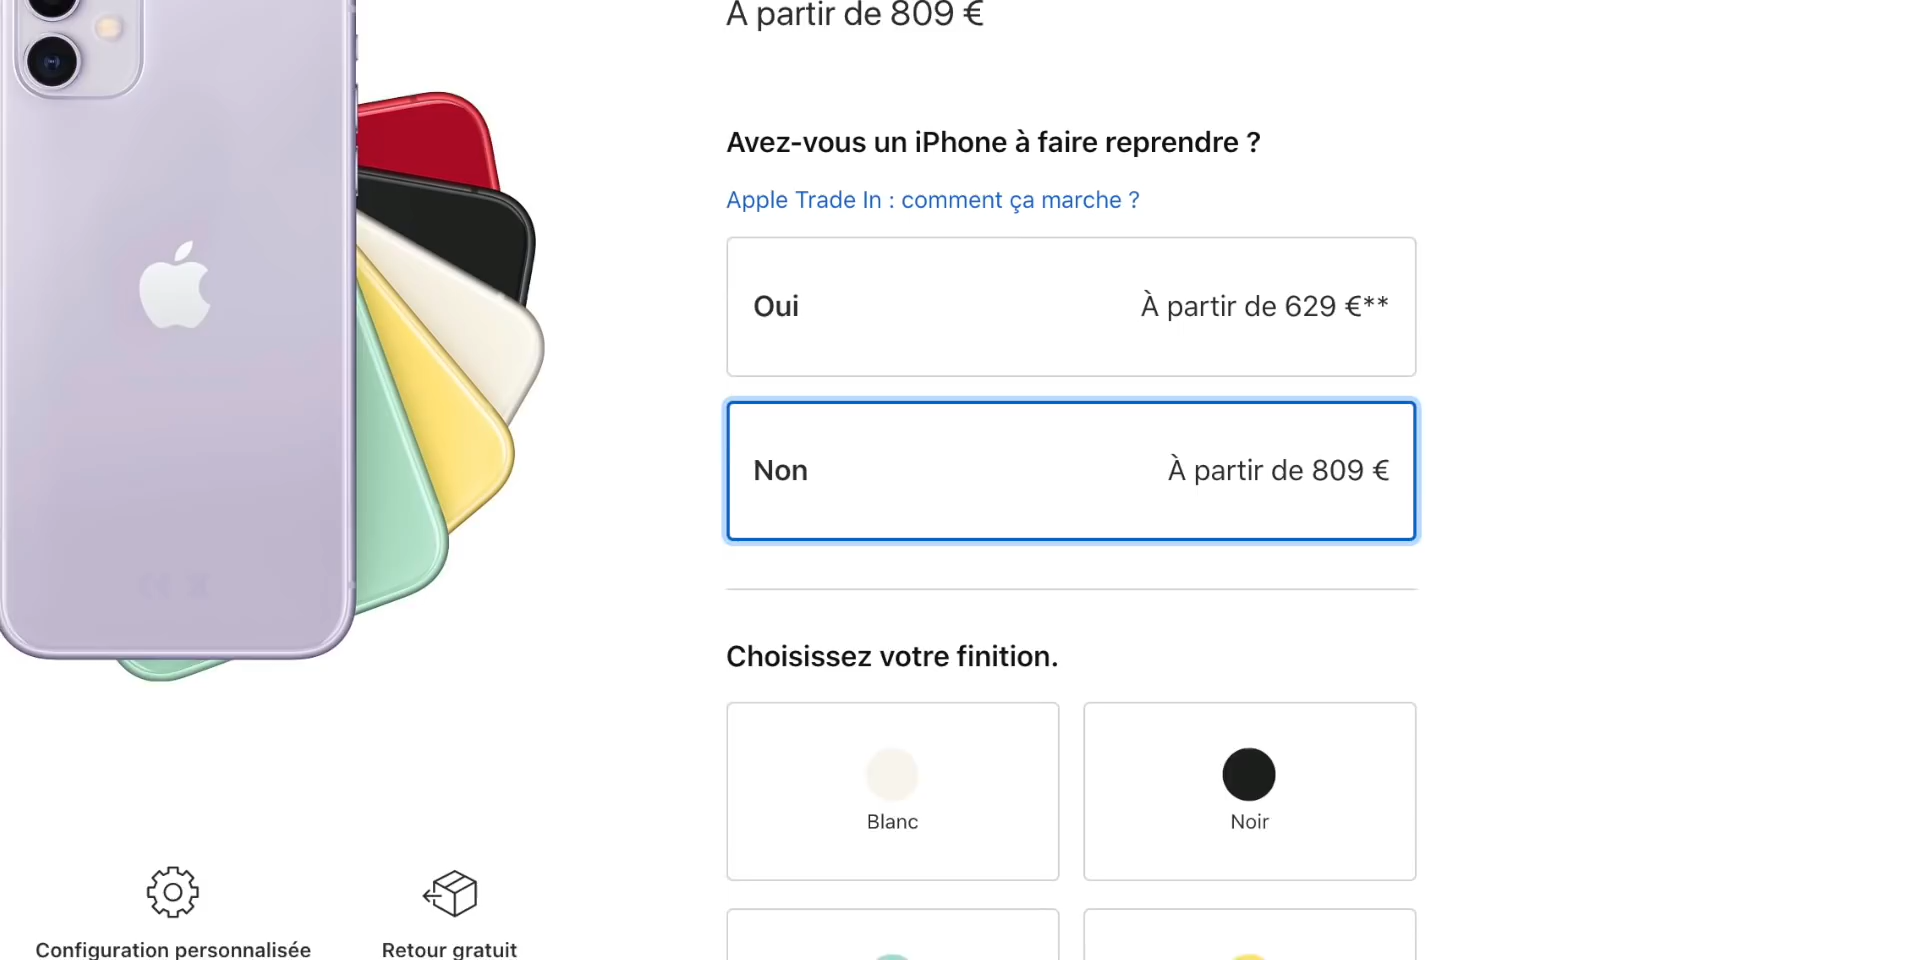 À partir de 809 €
Avez-vous un iPhone à faire reprendre ?
Apple Trade In : comment ça marche ?
Oui À partir de 629 €**
Non À partir de 809 €
Choisissez votre finition.
Blanc
Noir
Configuration personnalisée
Retour gratuit